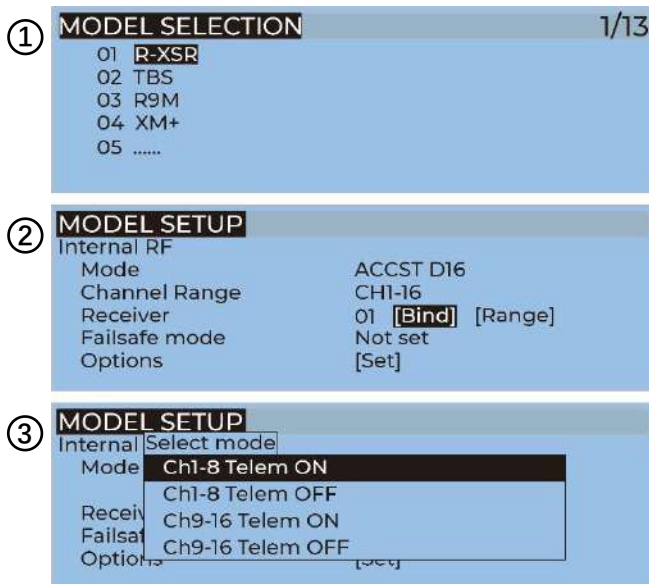 ①
MODEL SELECTION 1/13
01 R-XSR
02 TBS
03 R9M
04 XM+
05 ......
②
MODEL SETUP
Internal RF
Mode ACCST D16
Channel Range CH1-16
Receiver 01 [Bind] [Range]
Failsafe mode Not set
Options [Set]
③
MODEL SETUP
Internal Select mode
Mode Ch1-8 Telem ON
Ch1-8 Telem OFF
Ch9-16 Telem ON
Ch9-16 Telem OFF
Options [Set]